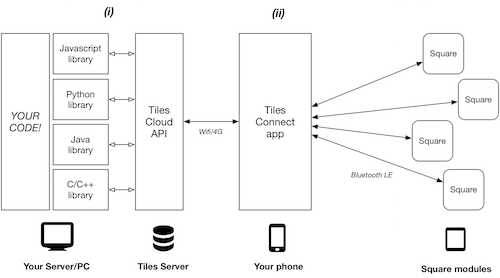 (i)
(ii)
YOUR
CODE!
Javascript
library
Python
library
Java
library
C/C++
library
Tiles
Cloud
API
Wifi/4G
Tiles
Connect
app
Bluetooth LE
Square
Square
Square
Square
Your Server/PC
Tiles Server
Your phone
Square modules